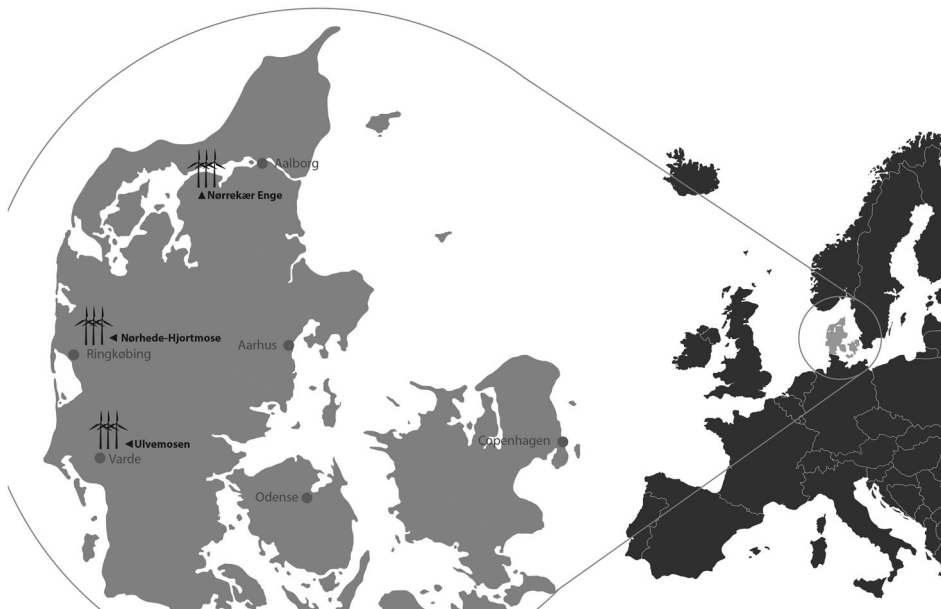 Aalborg
▲Nørrekær Enge
◄ Nørhede-Hjortmose
Aarhus
Ringkøbing
Copenhagen
◄Ulvemosen
Varde
Odense